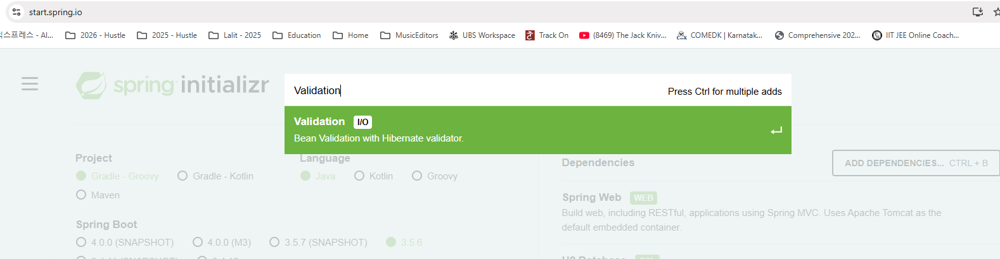 start.spring.io
익스프레스 - Al...
2026 - Hustle
2025 - Hustle
Lalit - 2025
Education
Home
MusicEditors
UBS Workspace
Track On
(8469) The Jack Kniv...
COMEDK | Karnatak...
Comprehensive 202...
IIT JEE Online Coach...
spring initializr
Validation
Press Ctrl for multiple adds
Validation I/O
Bean Validation with Hibernate validator.
Project
Gradle - Groovy
Gradle - Kotlin
Maven
Language
Java
Kotlin
Groovy
Spring Boot
4.0.0 (SNAPSHOT)
4.0.0 (M3)
3.5.7 (SNAPSHOT)
3.5.6
Dependencies
ADD DEPENDENCIES... CTRL + B
Spring Web WEB
Build web, including RESTful, applications using Spring MVC. Uses Apache Tomcat as the
default embedded container.